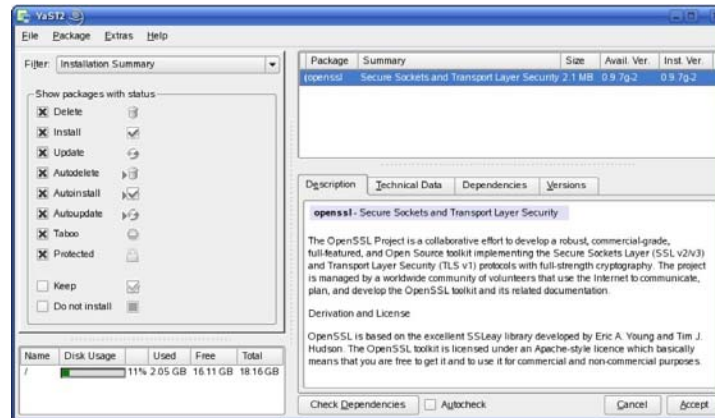 YaST2
File Package Extras Help
Filter: Installation Summary
Show packages with status
Delete
Install
Update
Autodelete
Autoinstall
Autoupdate
Taboo
Protected
Keep
Do not install
Name Disk Usage Used Free Total
/ 11% 2.05 GB 16.11 GB 18.16 GB
Package Summary Size Avail. Ver. Inst. Ver.
openssl Secure Sockets and Transport Layer Security 2.1 MB 0.9.7g-2 0.9.7g-2
Description Technical Data Dependencies Versions
openssl - Secure Sockets and Transport Layer Security
The OpenSSL Project is a collaborative effort to develop a robust, commercial-grade,
full-featured, and Open Source toolkit implementing the Secure Sockets Layer (SSL v2/v3)
and Transport Layer Security (TLS v1) protocols with full-strength cryptography. The project
is managed by a worldwide community of volunteers that use the Internet to communicate,
plan, and develop the OpenSSL toolkit and its related documentation.
Derivation and License
OpenSSL is based on the excellent SSLeay library developed by Eric A. Young and Tim J.
Hudson. The OpenSSL toolkit is licensed under an Apache-style licence which basically
means that you are free to get it and to use it for commercial and non-commercial purposes.
Check Dependencies Autocheck Cancel Accept